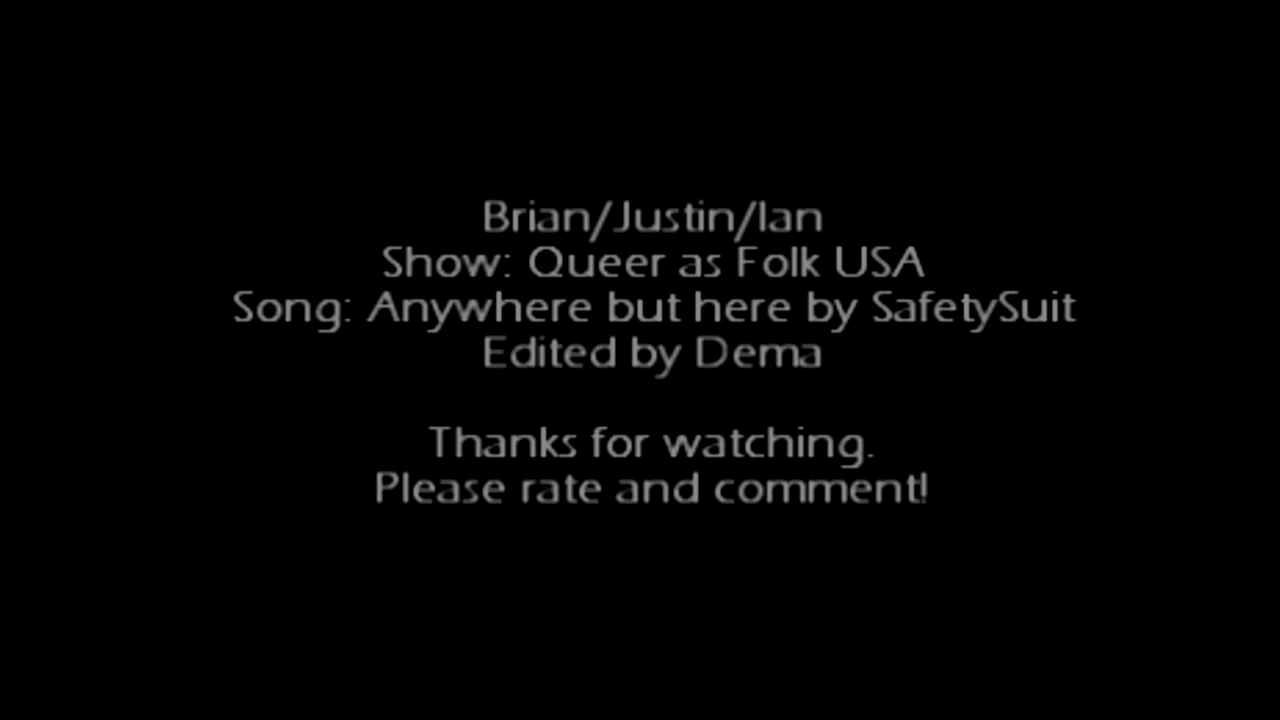 Brian/Justin/Ian
Show: Queer as Folk USA
Song: Anywhere but here by SafetySuit
Edited by Dema
Thanks for watching.
Please rate and comment!